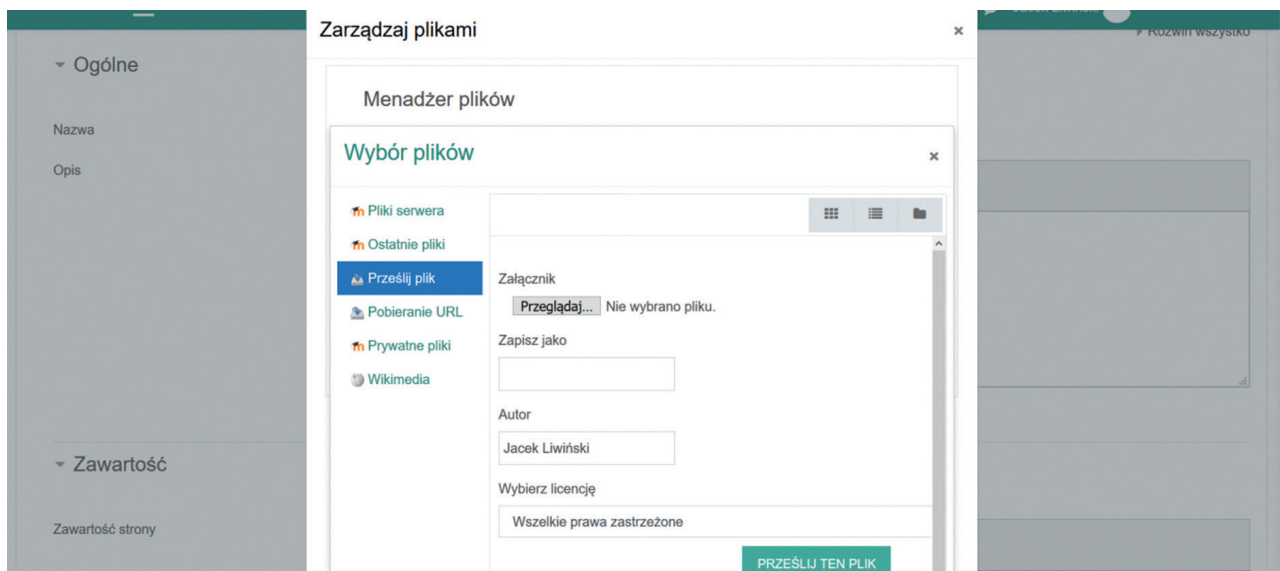 Zarządzaj plikami ×
Rozwiń wszystko
Ogólne
Menadżer plików
Nazwa
Wybór plików ×
Opis
Pliki serwera
Ostatnie pliki
Prześlij plik
Załącznik
Przeglądaj... Nie wybrano pliku.
Pobieranie URL
Zapisz jako
Prywatne pliki
Wikimedia
Autor
Jacek Liwiński
Zawartość
Wybierz licencję
Wszelkie prawa zastrzeżone
Zawartość strony
PRZEŚLIJ TEN PLIK